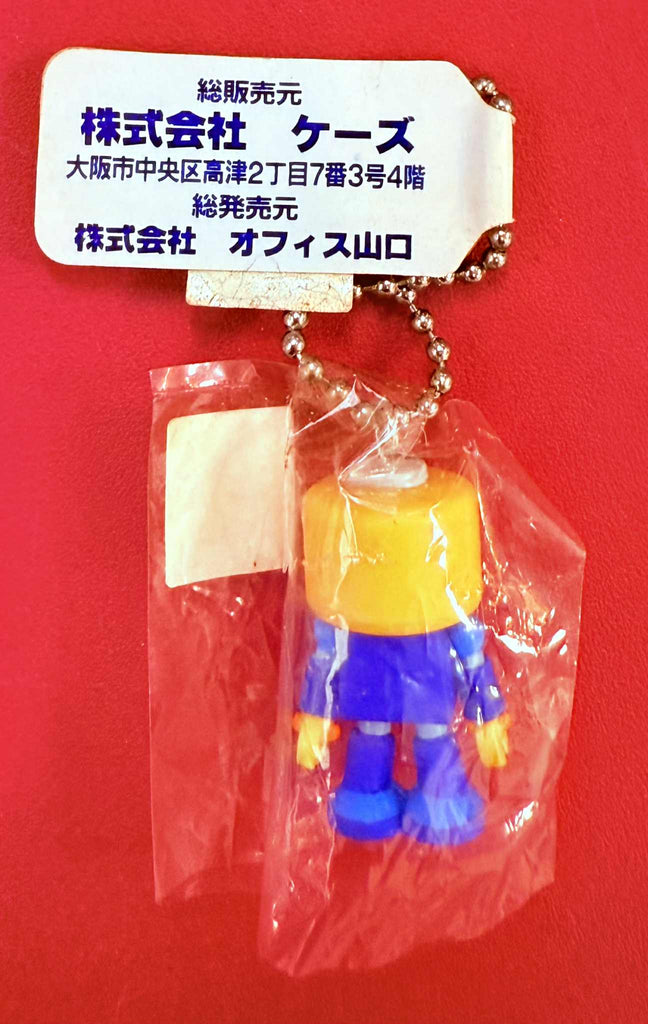 総販売元
株式会社　ケーズ
大阪市中央区高津2丁目7番3号4階
総発売元
株式会社　オフィス山口